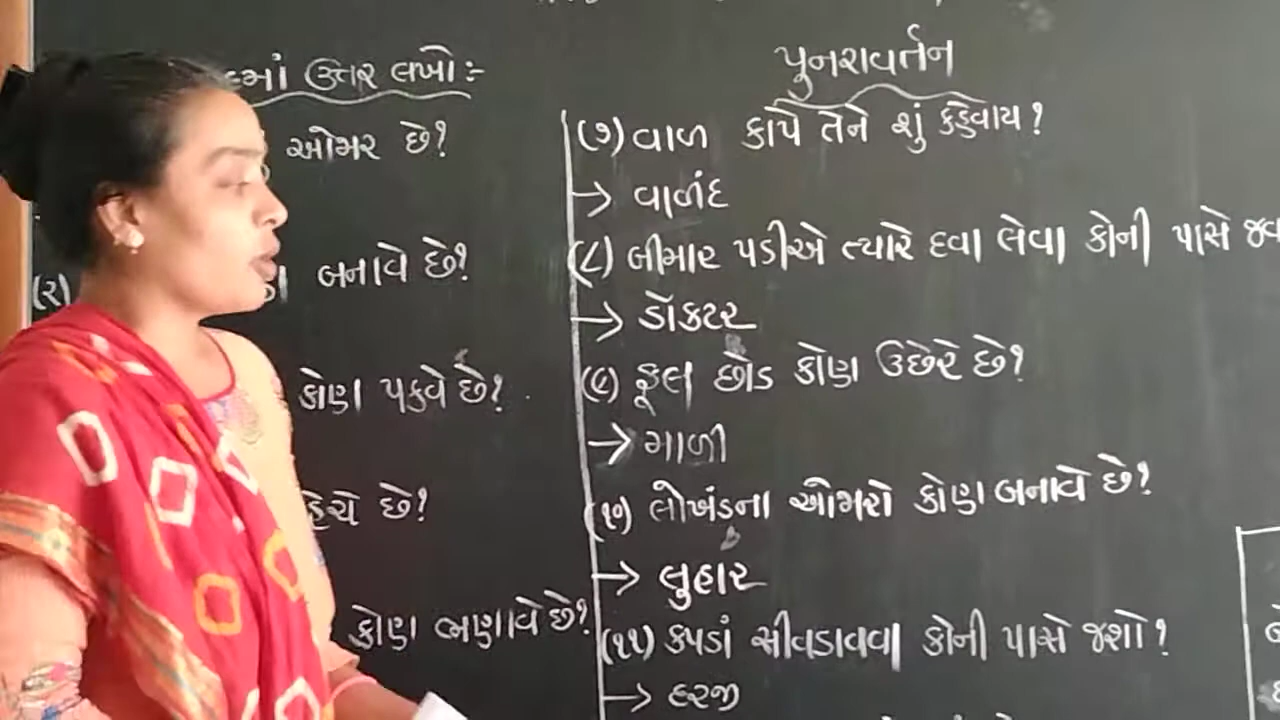 માં ઉત્તર લખો :-
ઓમર છે?
(૨) બનાવે છે?
કોણ પકવે છે?
છે?
કોણ ભણાવે છે?
પુનરાવર્તન
(૭) વાળ કાપે તેને શું કહેવાય?
→ વાળંદ
(૮) બીમાર પડીએ ત્યારે દવા લેવા કોની પાસે
→ ડૉકટર
(૯) ફૂલ છોડ કોણ ઉછેરે છે?
→ માળી
(૧૦) લોખંડના ઓમરો કોણ બનાવે છે?
→ લુહાર
(૧૧) કપડાં સીવડાવવા કોની પાસે જશો?
→ દરજી